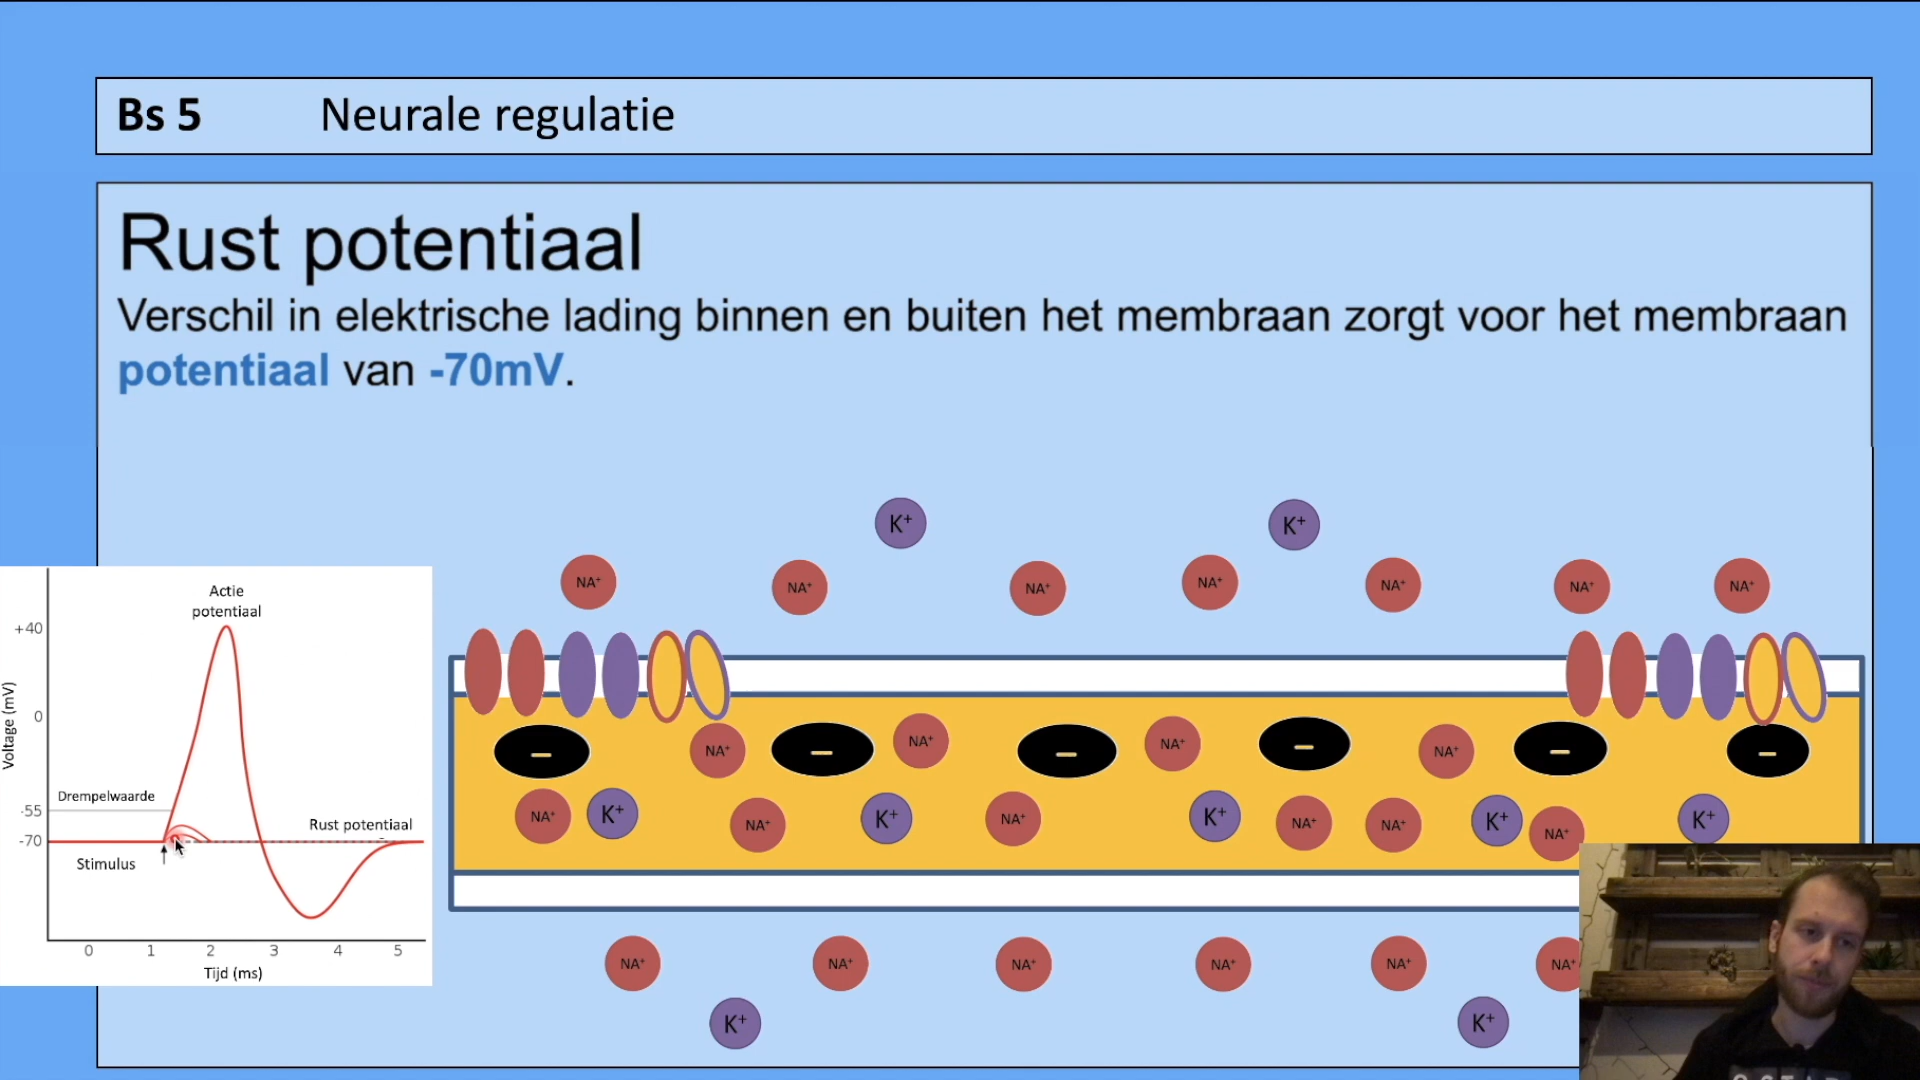 Bs 5 Neurale regulatie
Rust potentiaal
Verschil in elektrische lading binnen en buiten het membraan zorgt voor het membraan
potentiaal van -70mV.
K⁺ K⁺
NA⁺ NA⁺ NA⁺ NA⁺ NA⁺ NA⁺ NA⁺
– – – – – –
NA⁺ NA⁺ NA⁺ NA⁺
NA⁺ K⁺ NA⁺ K⁺ NA⁺ K⁺ NA⁺ NA⁺ K⁺ NA⁺ K⁺
NA⁺ NA⁺ NA⁺ NA⁺ NA⁺ NA⁺
K⁺ K⁺
Actie
potentiaal
+40
Voltage (mV)
0
Drempelwaarde
-55
Rust potentiaal
-70
Stimulus
0 1 2 3 4 5
Tijd (ms)